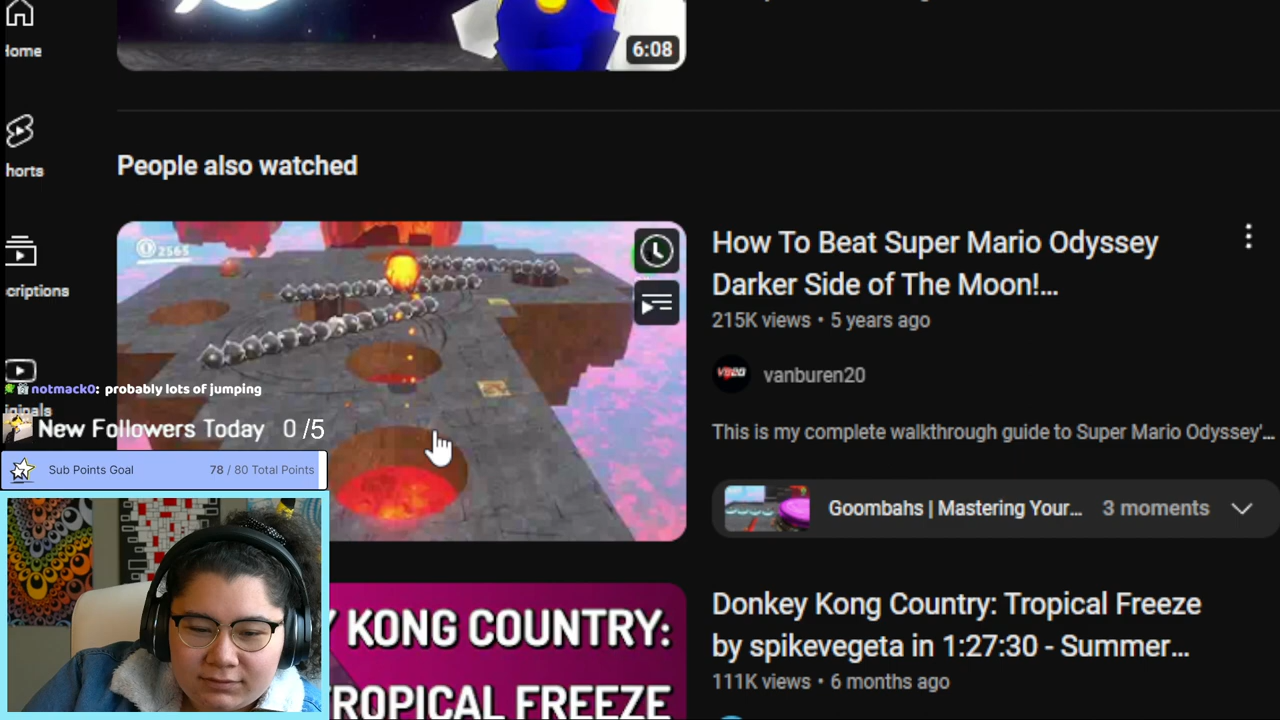 Home
6:08
horts
People also watched
criptions
2565
How To Beat Super Mario Odyssey
Darker Side of The Moon!...
215K views • 5 years ago
vanburen20
notmack0: probably lots of jumping
New Followers Today 0 /5
This is my complete walkthrough guide to Super Mario Odyssey'...
Sub Points Goal 78 / 80 Total Points
Goombahs | Mastering Your... 3 moments
KONG COUNTRY:
TROPICAL FREEZE
Donkey Kong Country: Tropical Freeze
by spikevegeta in 1:27:30 - Summer...
111K views • 6 months ago